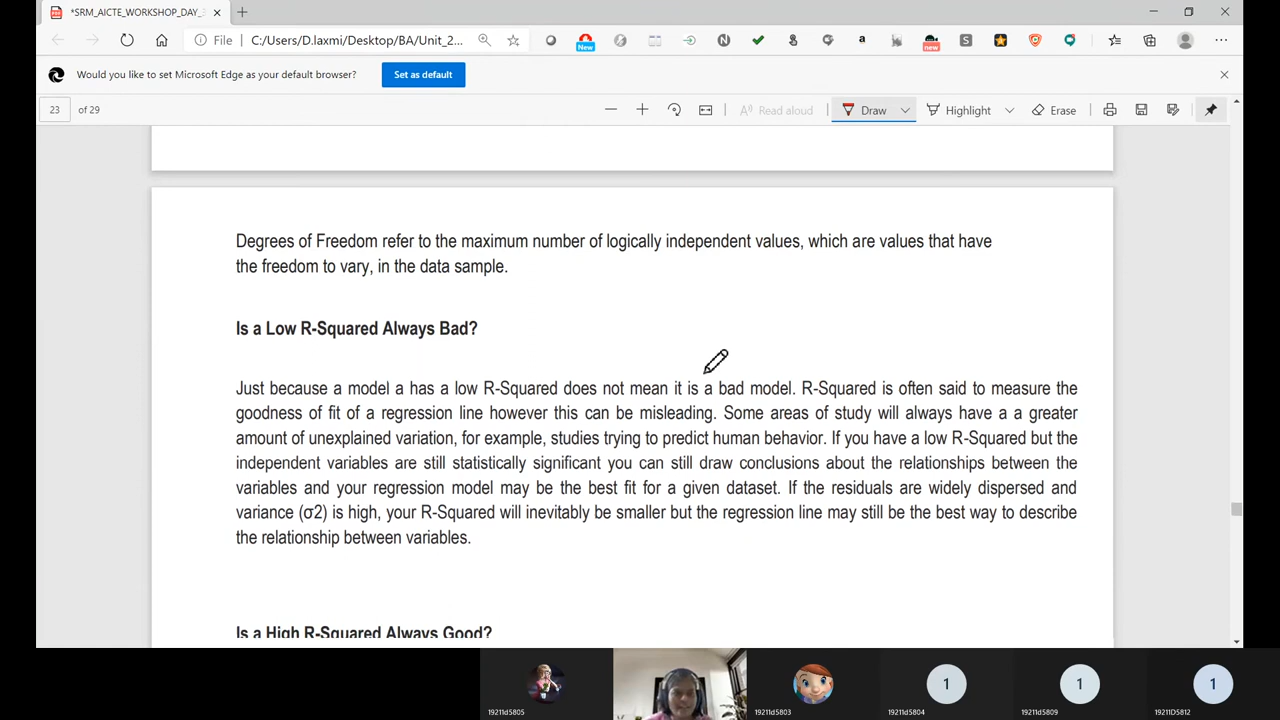 *SRM_AICTE_WORKSHOP_DAY_
File C:/Users/D.laxmi/Desktop/BA/Unit_2...
New
a
new
S
Would you like to set Microsoft Edge as your default browser? Set as default
23 of 29 Read aloud Draw Highlight Erase
Degrees of Freedom refer to the maximum number of logically independent values, which are values that have
the freedom to vary, in the data sample.
Is a Low R-Squared Always Bad?
Just because a model a has a low R-Squared does not mean it is a bad model. R-Squared is often said to measure the
goodness of fit of a regression line however this can be misleading. Some areas of study will always have a a greater
amount of unexplained variation, for example, studies trying to predict human behavior. If you have a low R-Squared but the
independent variables are still statistically significant you can still draw conclusions about the relationships between the
variables and your regression model may be the best fit for a given dataset. If the residuals are widely dispersed and
variance (σ2) is high, your R-Squared will inevitably be smaller but the regression line may still be the best way to describe
the relationship between variables.
Is a High R-Squared Always Good?
1 1 1
19211d5805 19211d5803 19211d5804 19211d5809 19211D5812